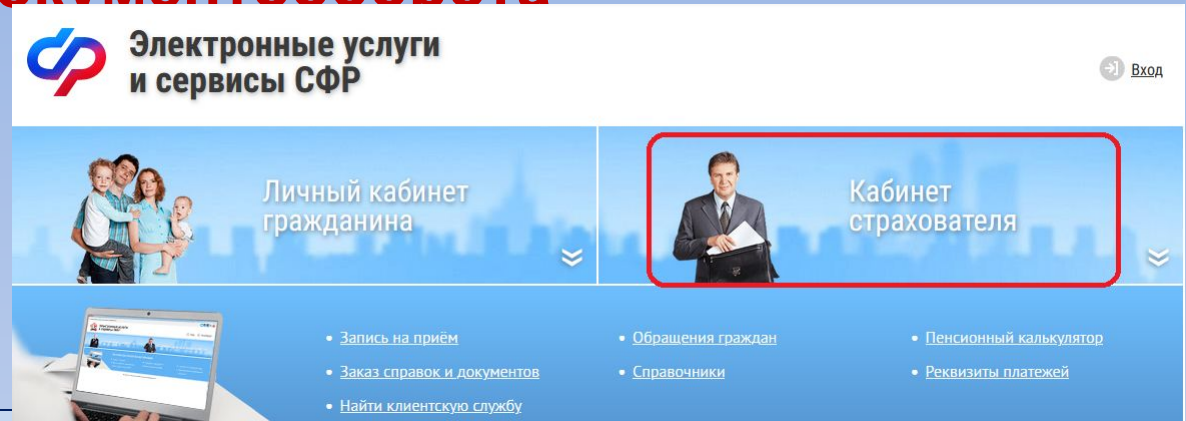 Электронные услуги
и сервисы СФР
Вход
Личный кабинет
гражданина
Кабинет
страхователя
• Запись на приём
• Обращения граждан
• Пенсионный калькулятор
• Заказ справок и документов
• Справочники
• Реквизиты платежей
• Найти клиентскую службу